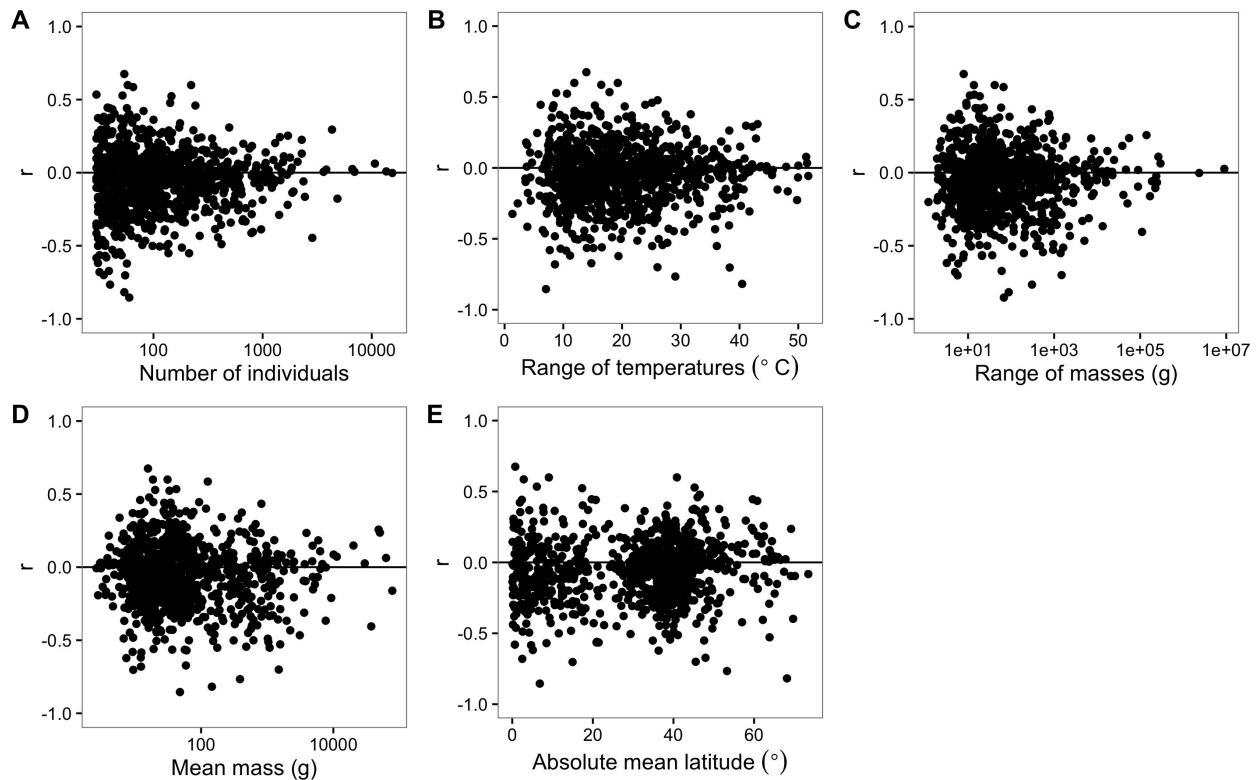 A
1.0
0.5
0.0
-0.5
-1.0
r
100 1000 10000
Number of individuals
B
1.0
0.5
0.0
-0.5
-1.0
r
0 10 20 30 40 50
Range of temperatures (° C)
C
1.0
0.5
0.0
-0.5
-1.0
r
1e+01 1e+03 1e+05 1e+07
Range of masses (g)
D
1.0
0.5
0.0
-0.5
-1.0
r
100 10000
Mean mass (g)
E
1.0
0.5
0.0
-0.5
-1.0
r
0 20 40 60
Absolute mean latitude (°)